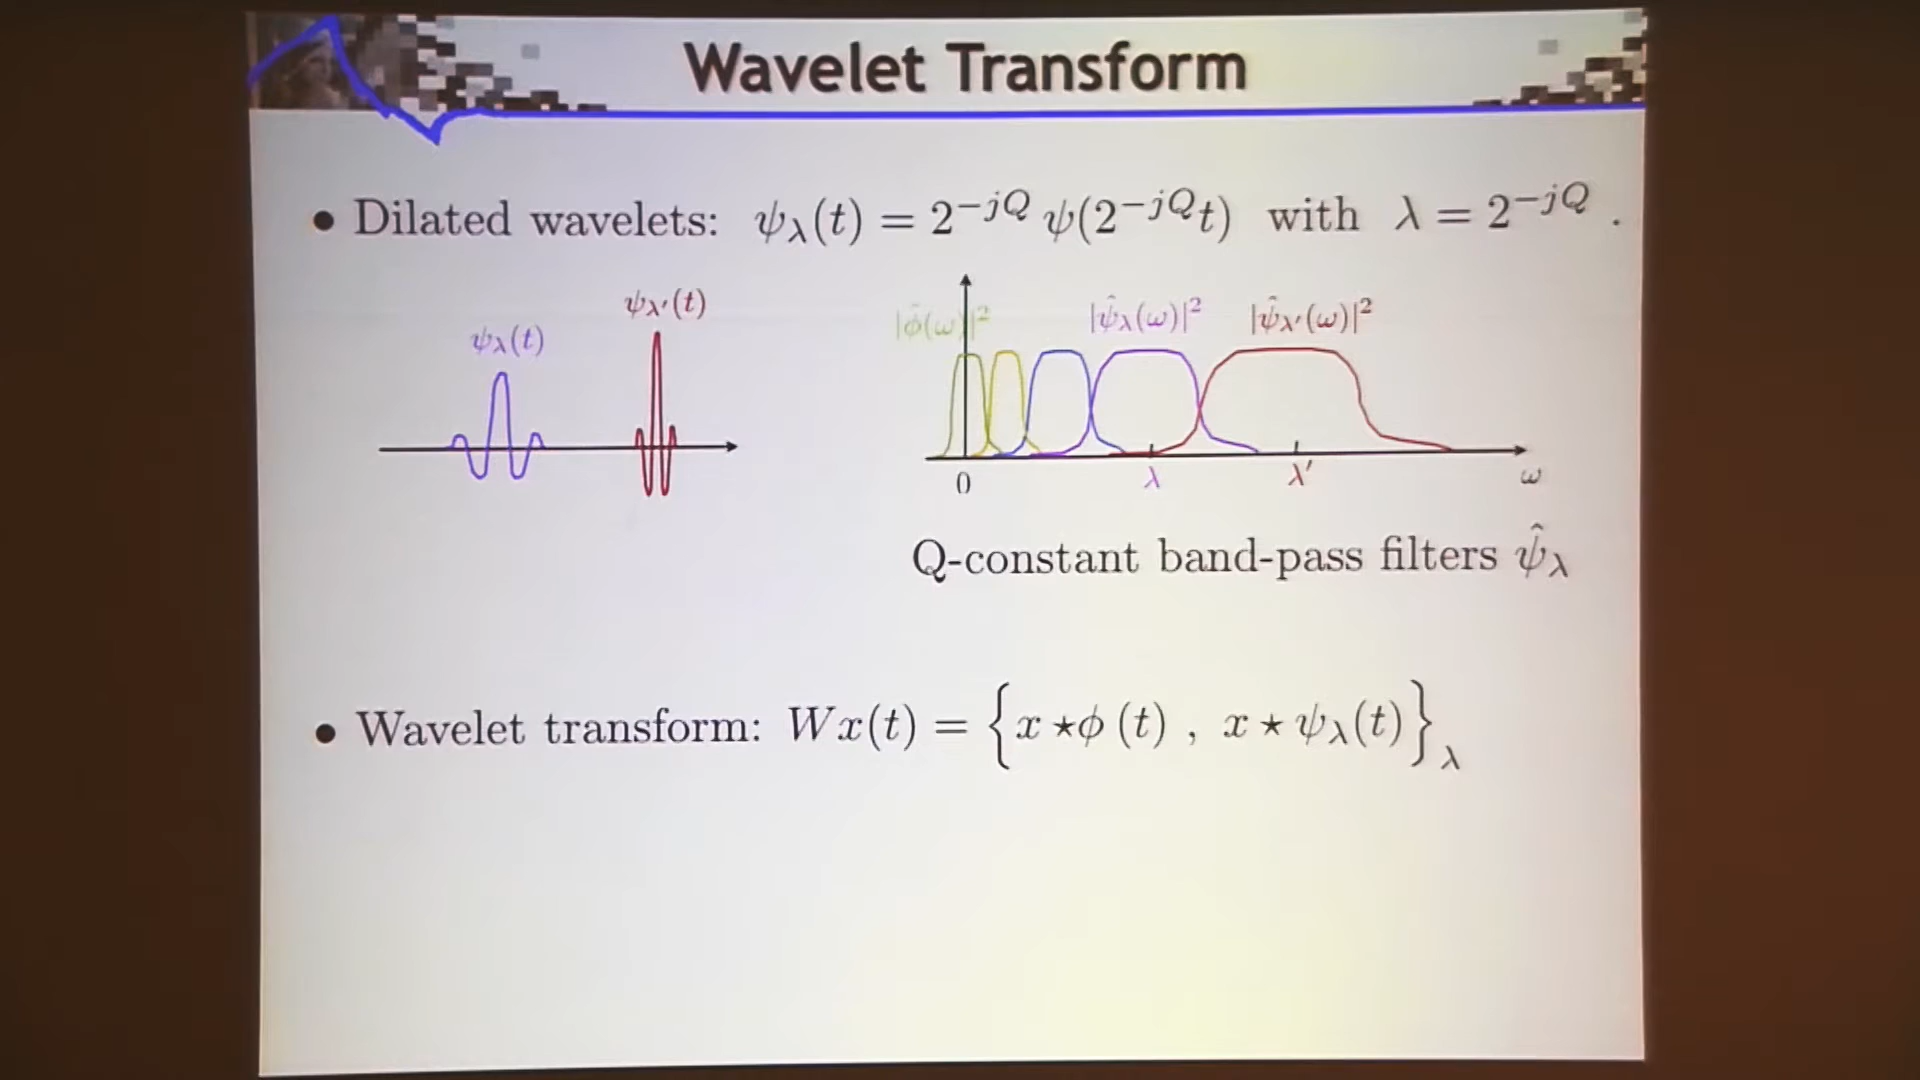 Wavelet Transform
• Dilated wavelets: ψ_λ(t) = 2^{-jQ} ψ(2^{-jQ}t) with λ = 2^{-jQ} .
ψ_λ(t)
ψ_λ'(t)
|φ̂(ω)|²
|ψ̂_λ(ω)|²
|ψ̂_λ'(ω)|²
0
λ
λ'
ω
Q-constant band-pass filters ψ̂_λ
• Wavelet transform: Wx(t) = {x ⋆ φ (t) , x ⋆ ψ_λ(t)}_λ